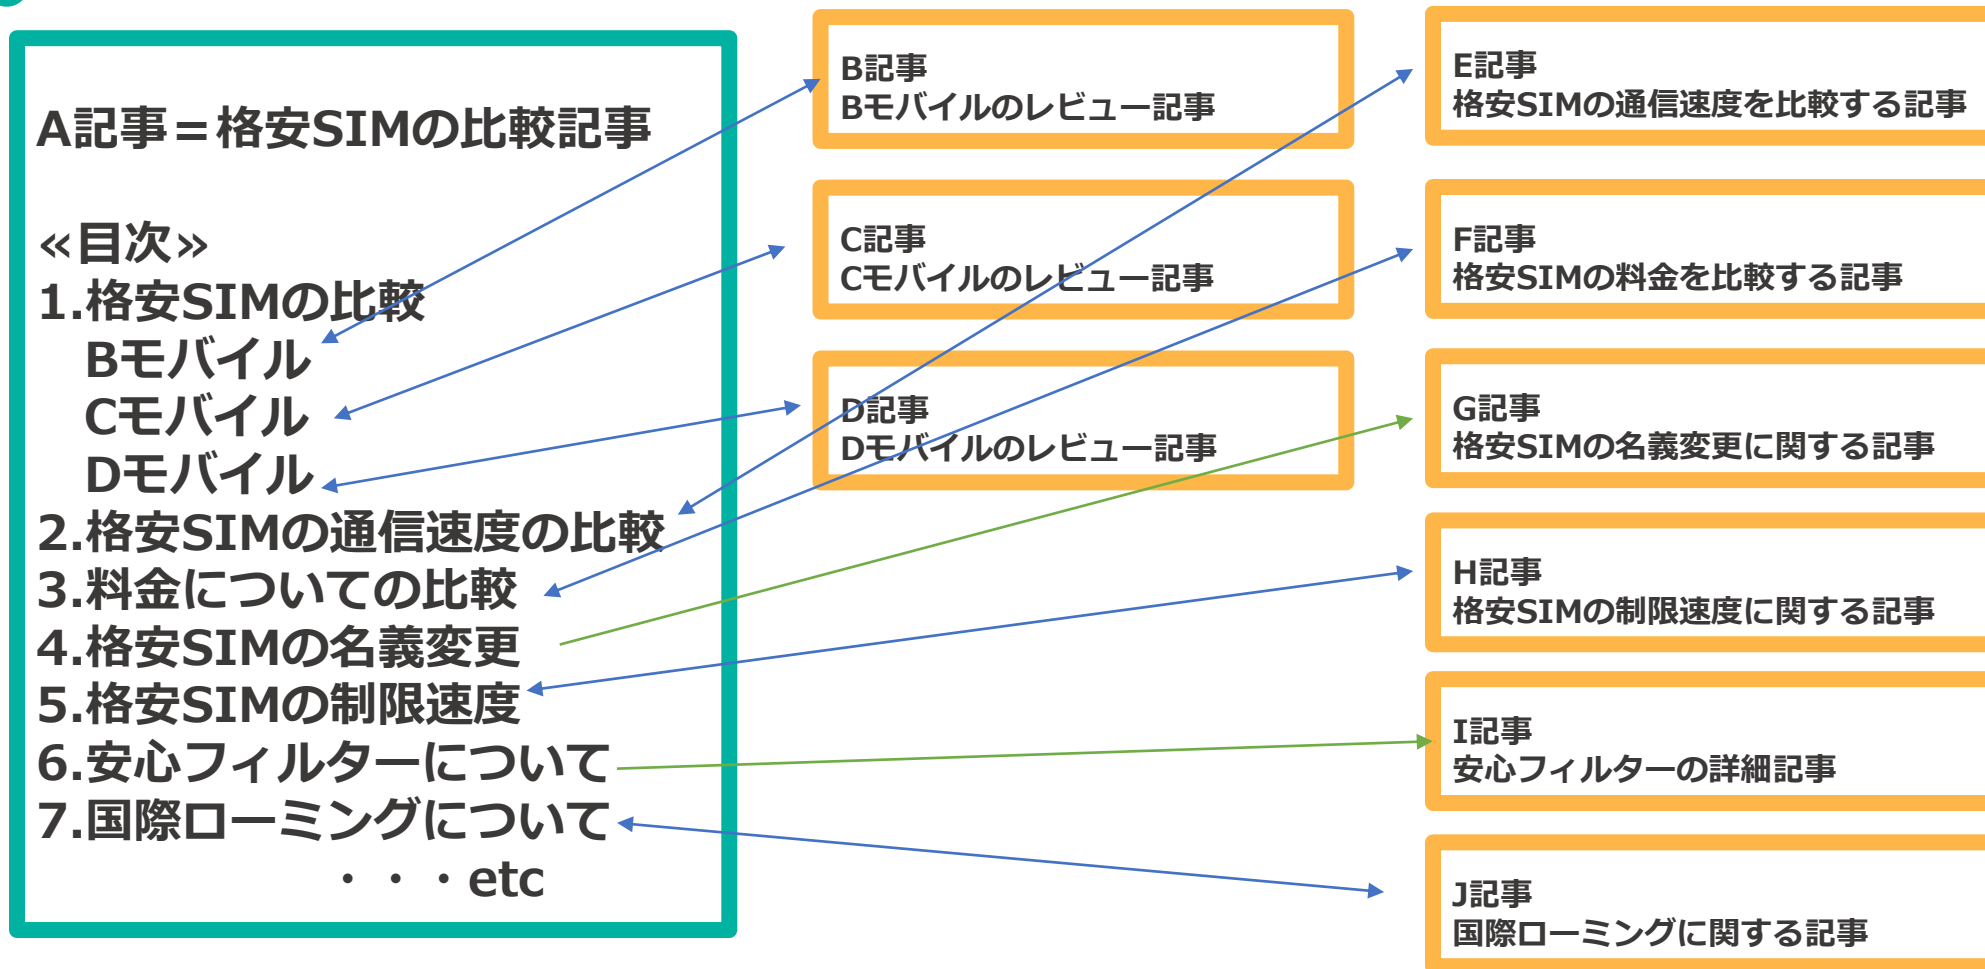 A記事＝格安SIMの比較記事
≪目次≫
1.格安SIMの比較
Bモバイル
Cモバイル
Dモバイル
2.格安SIMの通信速度の比較
3.料金についての比較
4.格安SIMの名義変更
5.格安SIMの制限速度
6.安心フィルターについて
7.国際ローミングについて
・・・etc
B記事
Bモバイルのレビュー記事
C記事
Cモバイルのレビュー記事
D記事
Dモバイルのレビュー記事
E記事
格安SIMの通信速度を比較する記事
F記事
格安SIMの料金を比較する記事
G記事
格安SIMの名義変更に関する記事
H記事
格安SIMの制限速度に関する記事
I記事
安心フィルターの詳細記事
J記事
国際ローミングに関する記事